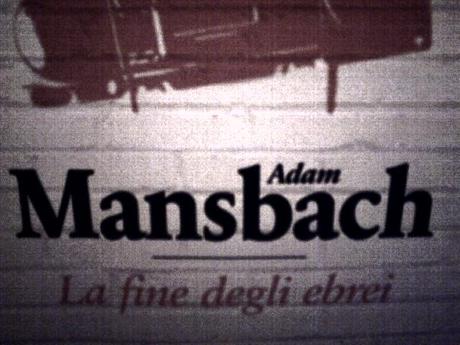 Adam
Mansbach
La fine degli ebrei